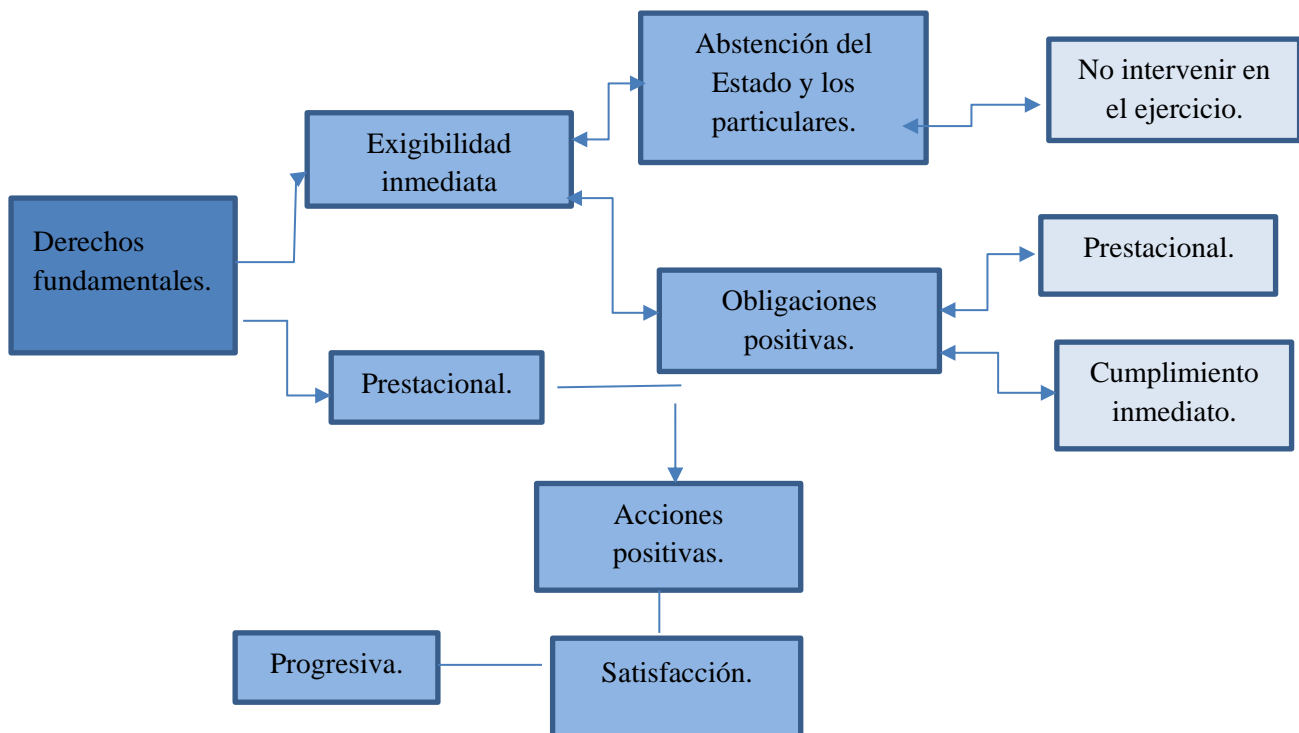 Abstención del
Estado y los
particulares.
No intervenir en
el ejercicio.
Exigibilidad
inmediata
Derechos
fundamentales.
Prestacional.
Obligaciones
positivas.
Prestacional.
Cumplimiento
inmediato.
Acciones
positivas.
Progresiva.
Satisfacción.